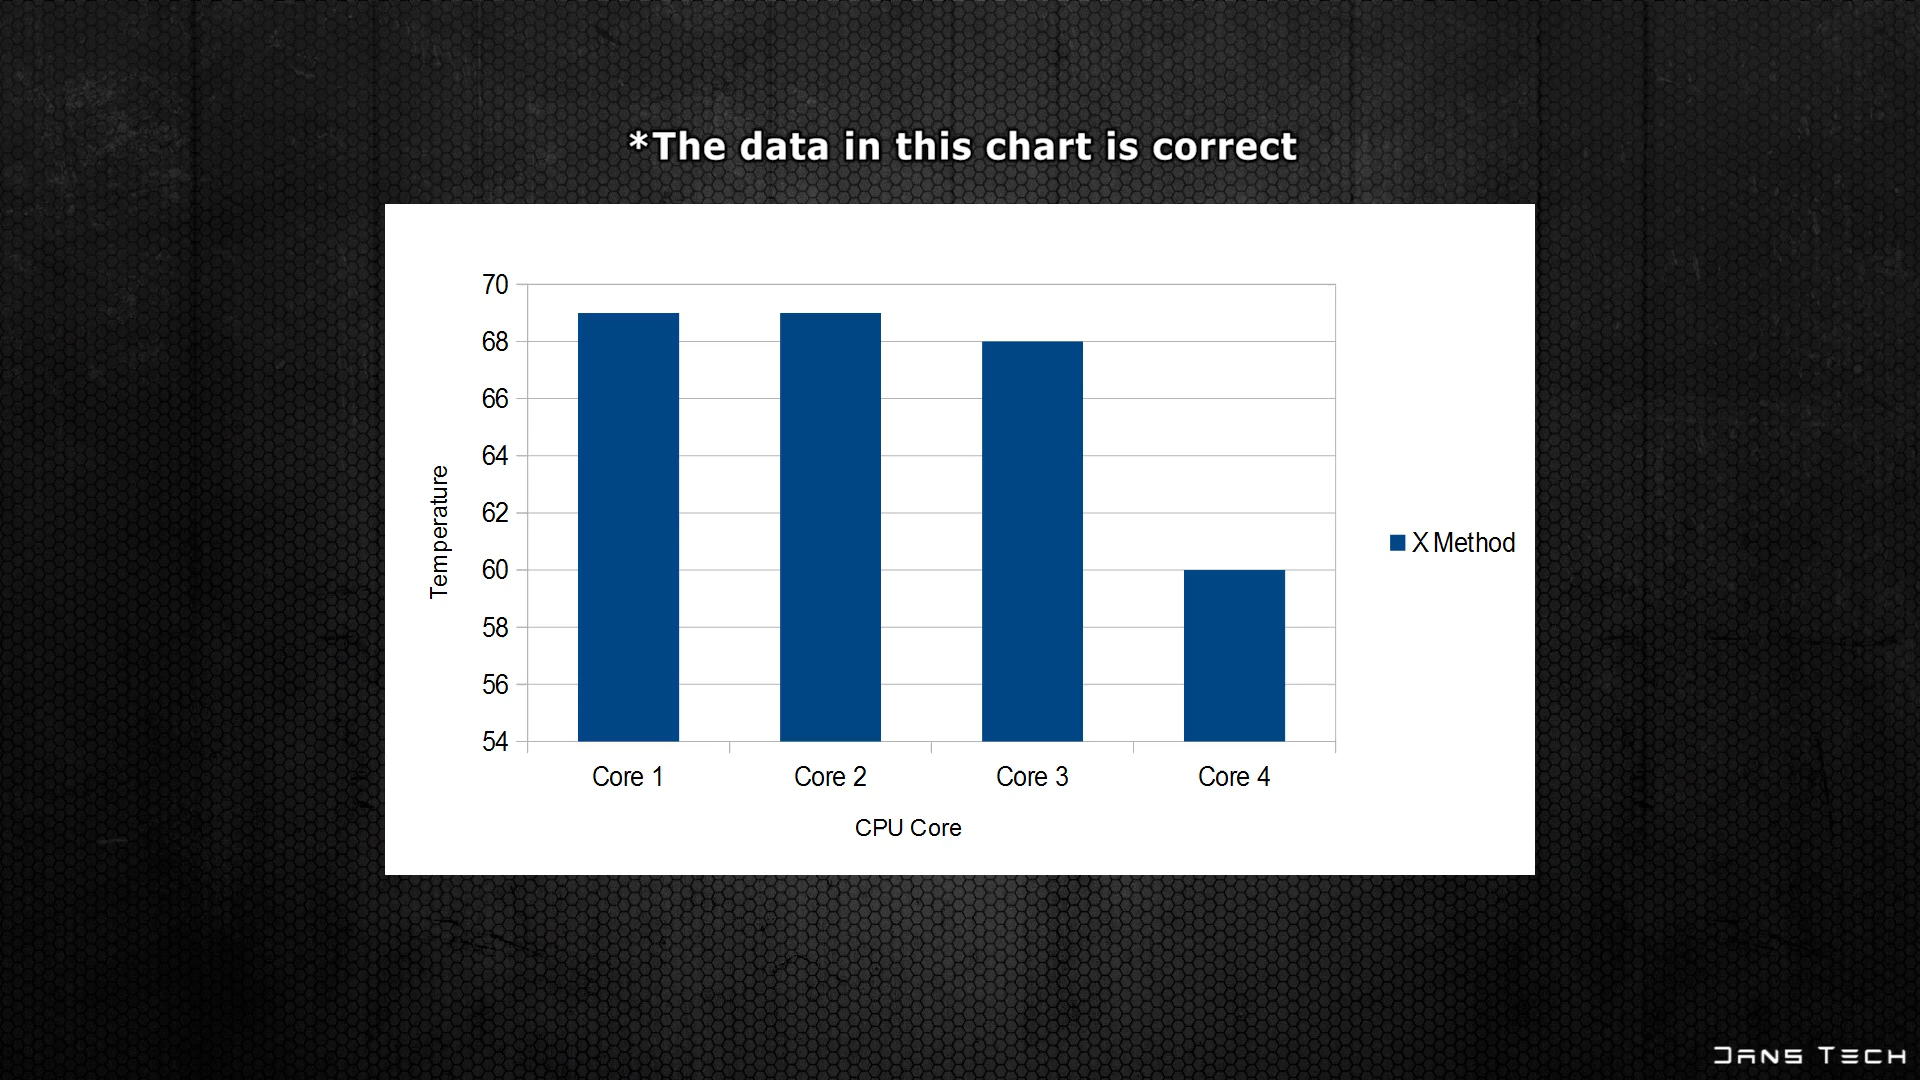 *The data in this chart is correct
70
68
66
64
62
60
58
56
54
Temperature
Core 1 Core 2 Core 3 Core 4
CPU Core
X Method
JANS TECH